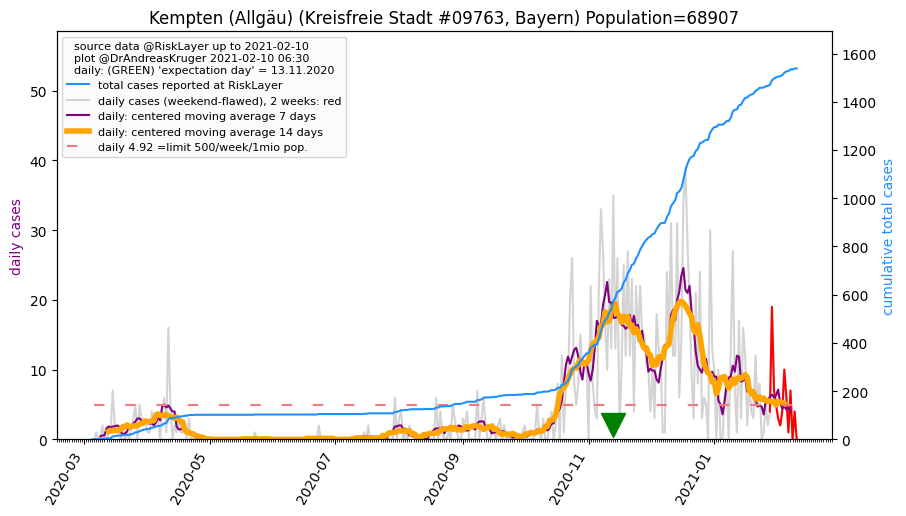 Kempten (Allgäu) (Kreisfreie Stadt #09763, Bayern) Population=68907
source data @RiskLayer up to 2021-02-10
plot @DrAndreasKruger 2021-02-10 06:30
daily: (GREEN) 'expectation day' = 13.11.2020
total cases reported at RiskLayer
daily cases (weekend-flawed), 2 weeks: red
daily: centered moving average 7 days
daily: centered moving average 14 days
daily 4.92 =limit 500/week/1mio pop.
daily cases
50
40
30
20
10
0
cumulative total cases
1600
1400
1200
1000
800
600
400
200
0
2020-03
2020-05
2020-07
2020-09
2020-11
2021-01